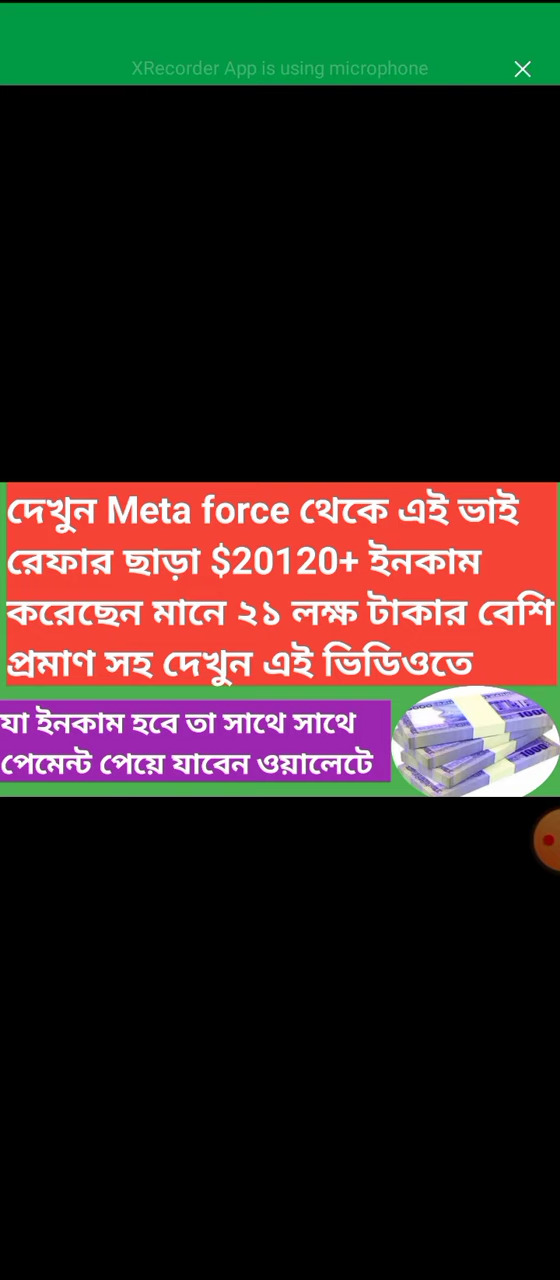 XRecorder App is using microphone
দেখুন Meta force থেকে এই ভাই
রেফার ছাড়া $20120+ ইনকাম
করেছেন মানে ২১ লক্ষ টাকার বেশি
প্রমাণ সহ দেখুন এই ভিডিওতে
যা ইনকাম হবে তা সাথে সাথে
পেমেন্ট পেয়ে যাবেন ওয়ালেটে